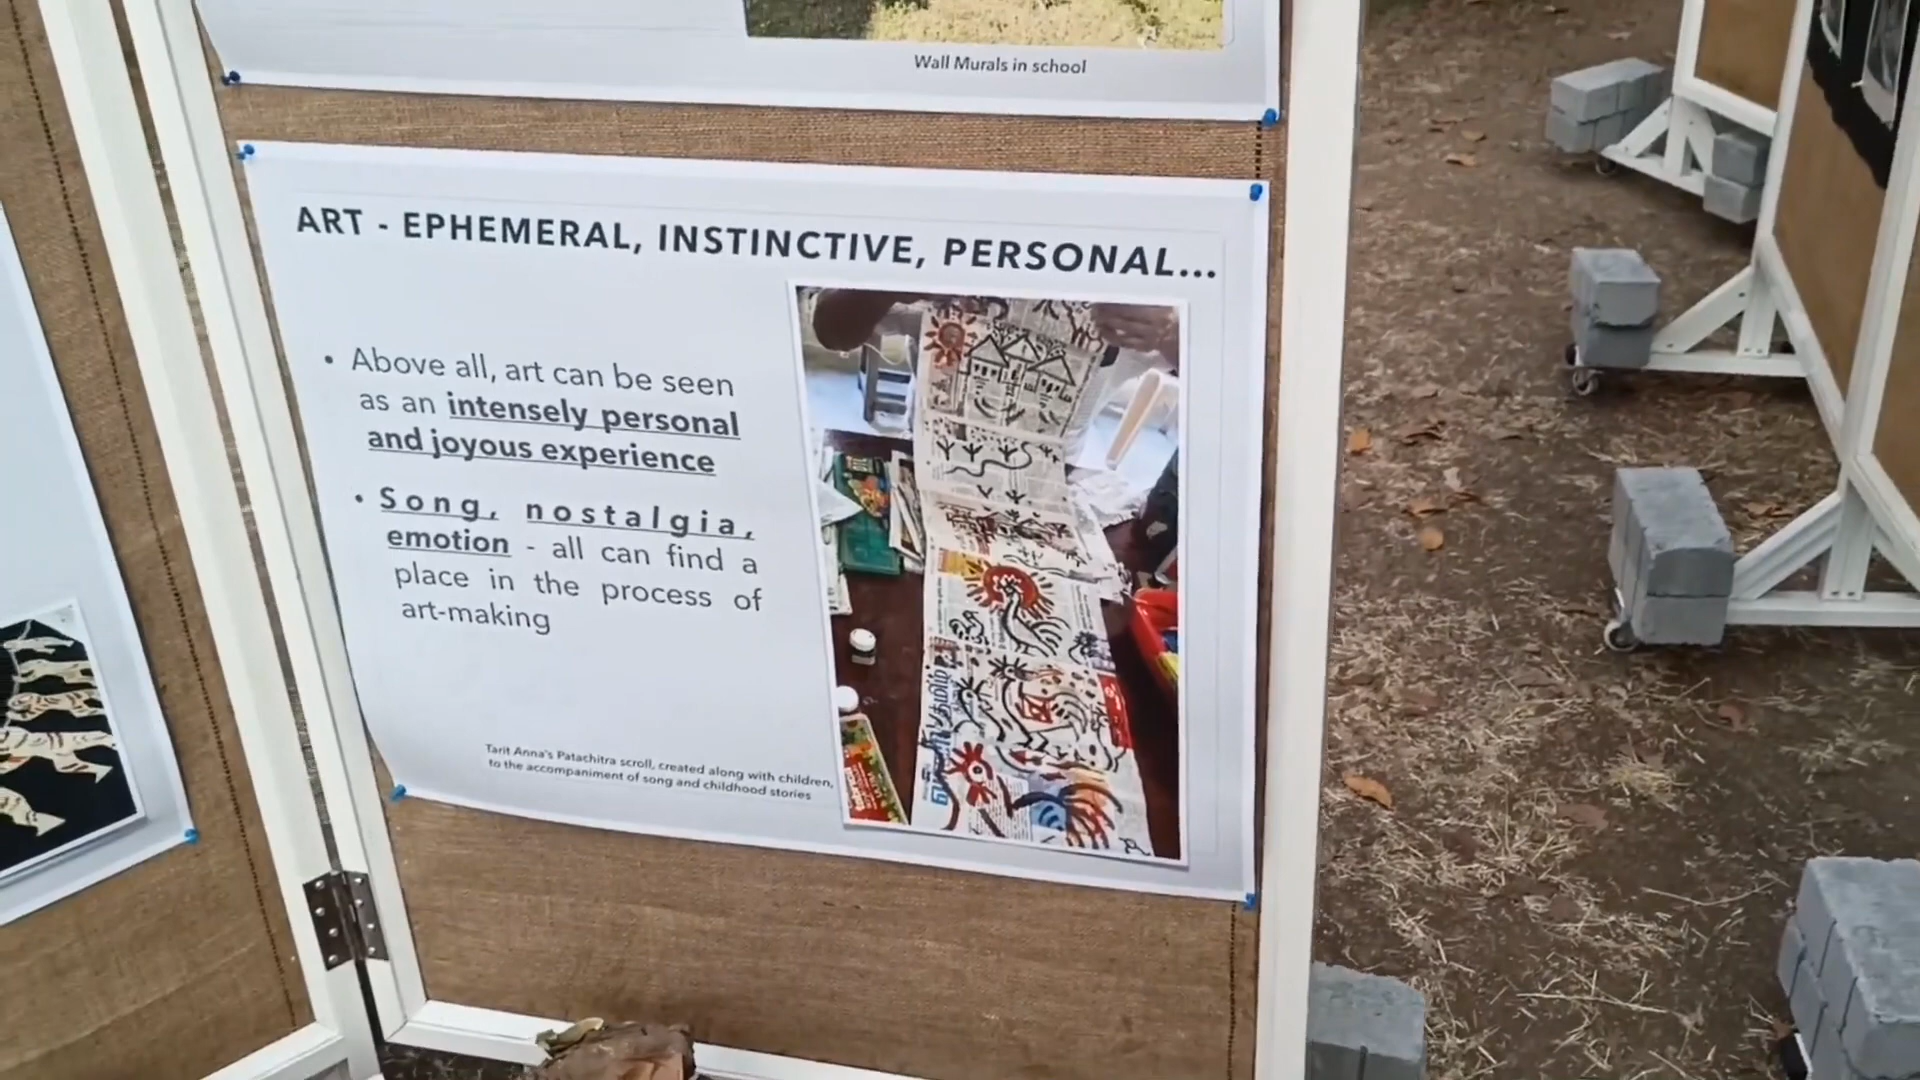 Wall Murals in school
ART - EPHEMERAL, INSTINCTIVE, PERSONAL...
• Above all, art can be seen
as an intensely personal
and joyous experience
• Song, nostalgia,
emotion - all can find a
place in the process of
art-making
Tarit Anna's Patachitra scroll, created along with children,
to the accompaniment of song and childhood stories